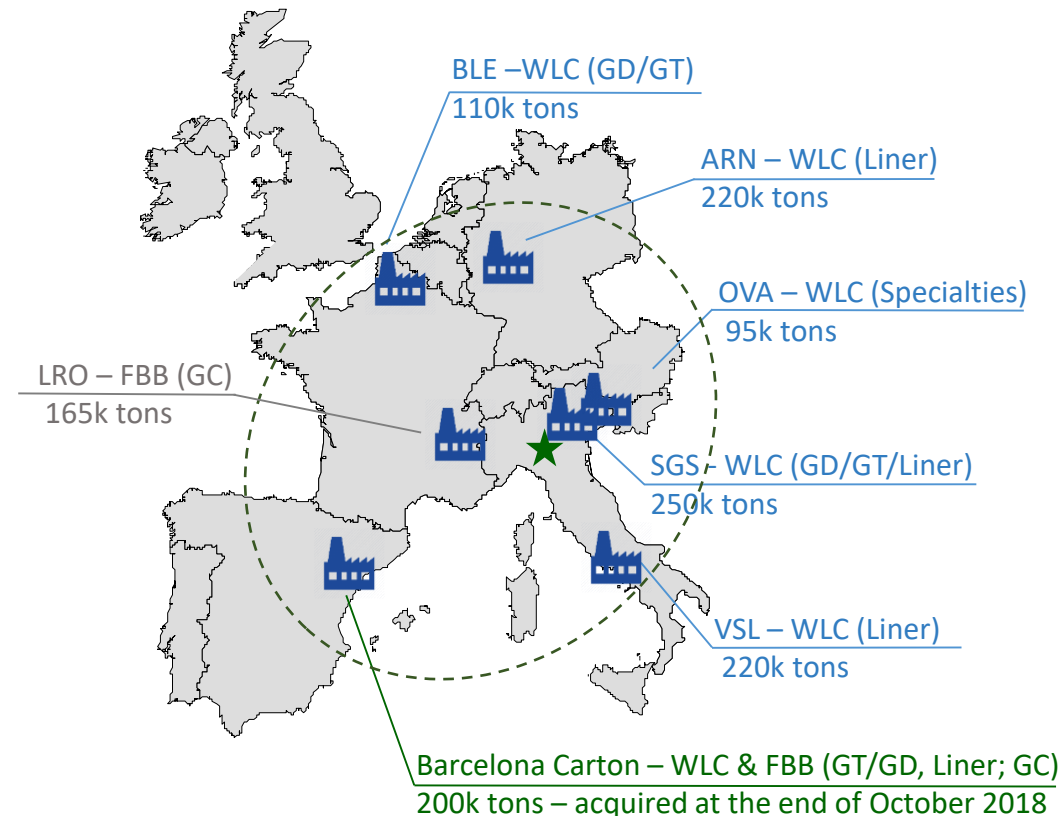 BLE –WLC (GD/GT)
110k tons
ARN – WLC (Liner)
220k tons
OVA – WLC (Specialties)
95k tons
LRO – FBB (GC)
165k tons
SGS - WLC (GD/GT/Liner)
250k tons
VSL – WLC (Liner)
220k tons
Barcelona Carton – WLC & FBB (GT/GD, Liner; GC)
200k tons – acquired at the end of October 2018